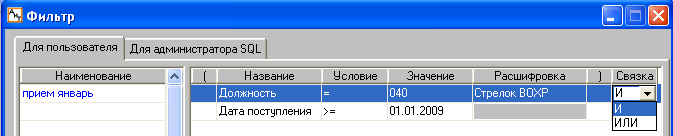 Фильтр
Для пользователя Для администратора SQL
Наименование ( Название Условие Значение Расшифровка ) Связка
прием январь Должность = 040 Стрелок ВОХР И
Дата поступления >= 01.01.2009 И
ИЛИ